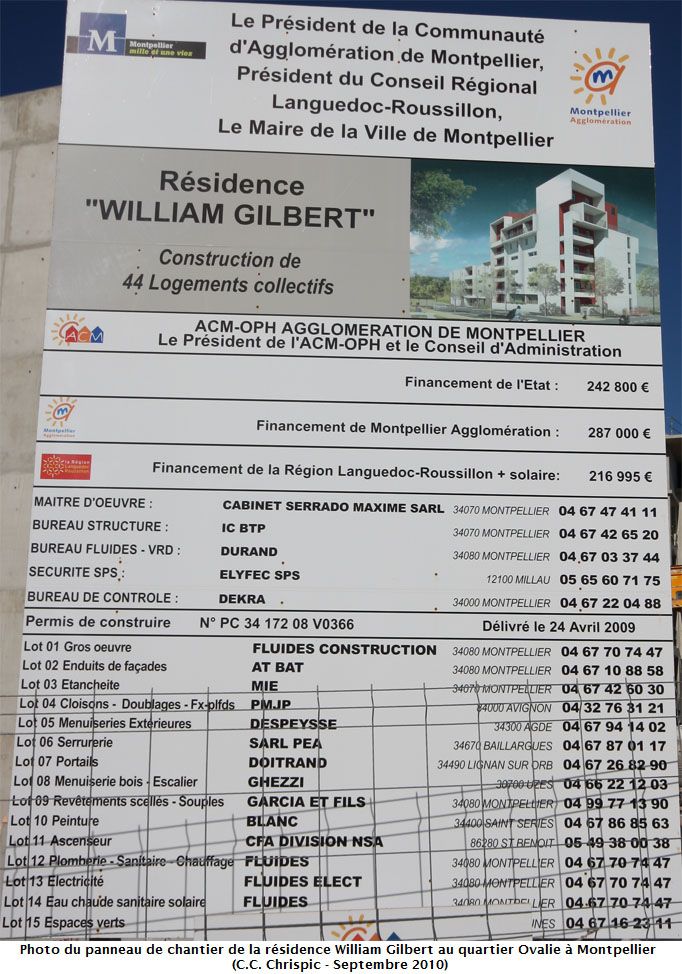 M
Montpellier
mille et une vies
Le Président de la Communauté
d'Agglomération de Montpellier,
Président du Conseil Régional
Languedoc-Roussillon,
Le Maire de la Ville de Montpellier
Montpellier
Agglomération
Résidence
"WILLIAM GILBERT"
Construction de
44 Logements collectifs
ACM
ACM-OPH AGGLOMERATION DE MONTPELLIER
Le Président de l'ACM-OPH et le Conseil d'Administration
Financement de l'Etat : 242 800 €
Montpellier
Agglomération
Financement de Montpellier Agglomération : 287 000 €
la Région
Languedoc
Roussillon
Financement de la Région Languedoc-Roussillon + solaire: 216 995 €
MAITRE D'OEUVRE : CABINET SERRADO MAXIME SARL 34070 MONTPELLIER 04 67 47 41 11
BUREAU STRUCTURE : IC BTP 34070 MONTPELLIER 04 67 42 65 20
BUREAU FLUIDES - VRD : DURAND 34080 MONTPELLIER 04 67 03 37 44
SECURITE SPS : ELYFEC SPS 12100 MILLAU 05 65 60 71 75
BUREAU DE CONTROLE : DEKRA 34000 MONTPELLIER 04 67 22 04 88
Permis de construire N° PC 34 172 08 V0366 Délivré le 24 Avril 2009
Lot 01 Gros oeuvre FLUIDES CONSTRUCTION 34080 MONTPELLIER 04 67 70 74 47
Lot 02 Enduits de façades AT BAT 34080 MONTPELLIER 04 67 10 88 58
Lot 03 Etancheite MIE 34070 MONTPELLIER 04 67 42 60 30
Lot 04 Cloisons - Doublages - Fx-plfds PMJP 84000 AVIGNON 04 32 76 31 21
Lot 05 Menuiseries Extérieures DESPEYSSE 34300 AGDE 04 67 94 14 02
Lot 06 Serrurerie SARL PEA 34670 BAILLARGUES 04 67 87 01 17
Lot 07 Portails DOITRAND 34490 LIGNAN SUR ORB 04 67 26 82 90
Lot 08 Menuiserie bois - Escalier GHEZZI 30700 UZES 04 66 22 12 03
Lot 09 Revêtements scellés - Souples GARCIA ET FILS 34080 MONTPELLIER 04 99 77 13 90
Lot 10 Peinture BLANC 34400 SAINT SERIES 04 67 86 85 63
Lot 11 Ascenseur CFA DIVISION NSA 86280 ST BENOIT 05 49 38 00 38
Lot 12 Plomberie - Sanitaire - Chauffage FLUIDES 34080 MONTPELLIER 04 67 70 74 47
Lot 13 Electricité FLUIDES ELECT 34080 MONTPELLIER 04 67 70 74 47
Lot 14 Eau chaude sanitaire solaire FLUIDES 34080 MONTPELLIER 04 67 70 74 47
Lot 15 Espaces verts INES 04 67 16 23 11
Photo du panneau de chantier de la résidence William Gilbert au quartier Ovalie à Montpellier
(C.C. Chrispic - Septembre 2010)